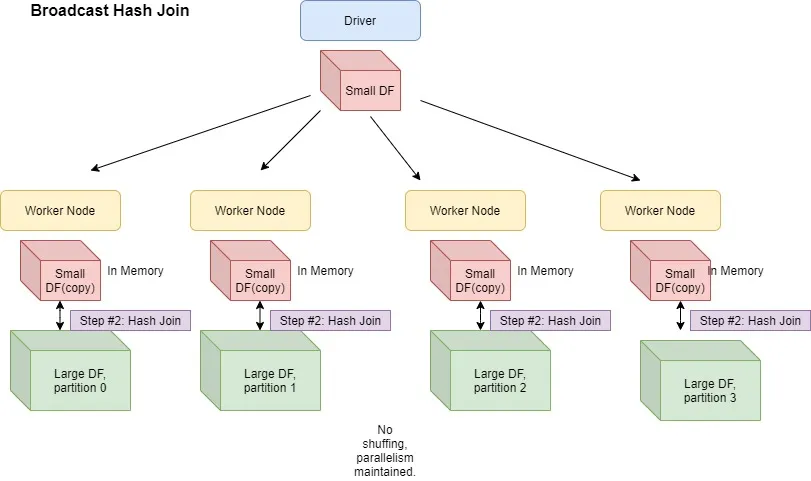 Broadcast Hash Join
Driver
Small DF
Worker Node
Worker Node
Worker Node
Worker Node
Small
DF(copy)
In Memory
Small
DF(copy)
In Memory
Small
DF(copy)
In Memory
Small
DF(copy)
In Memory
Step #2: Hash Join
Step #2: Hash Join
Step #2: Hash Join
Step #2: Hash Join
Large DF,
partition 0
Large DF,
partition 1
Large DF,
partition 2
Large DF,
partition 3
No
shuffing,
parallelism
maintained.